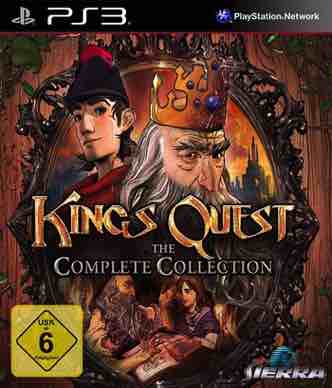 PS3
PlayStation Network
KING'S QUEST
THE
COMPLETE COLLECTION
USK
6
SIERRA